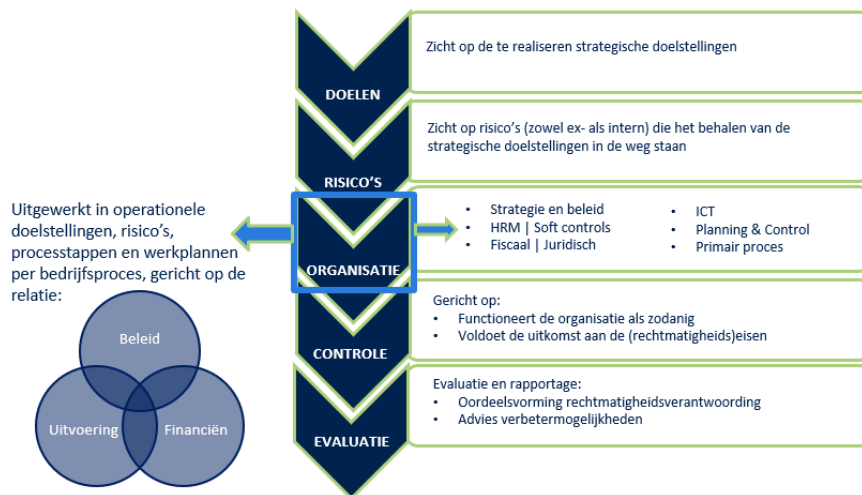 DOELEN
Zicht op de te realiseren strategische doelstellingen
RISICO'S
Zicht op risico's (zowel ex- als intern) die het behalen van de
strategische doelstellingen in de weg staan
ORGANISATIE
• Strategie en beleid
• HRM | Soft controls
• Fiscaal | Juridisch
• ICT
• Planning & Control
• Primair proces
Uitgewerkt in operationele
doelstellingen, risico's,
processtappen en werkplannen
per bedrijfsproces, gericht op de
relatie:
Beleid
Uitvoering
Financiën
CONTROLE
Gericht op:
• Functioneert de organisatie als zodanig
• Voldoet de uitkomst aan de (rechtmatigheids)eisen
EVALUATIE
Evaluatie en rapportage:
• Oordeelsvorming rechtmatigheidsverantwoording
• Advies verbetermogelijkheden